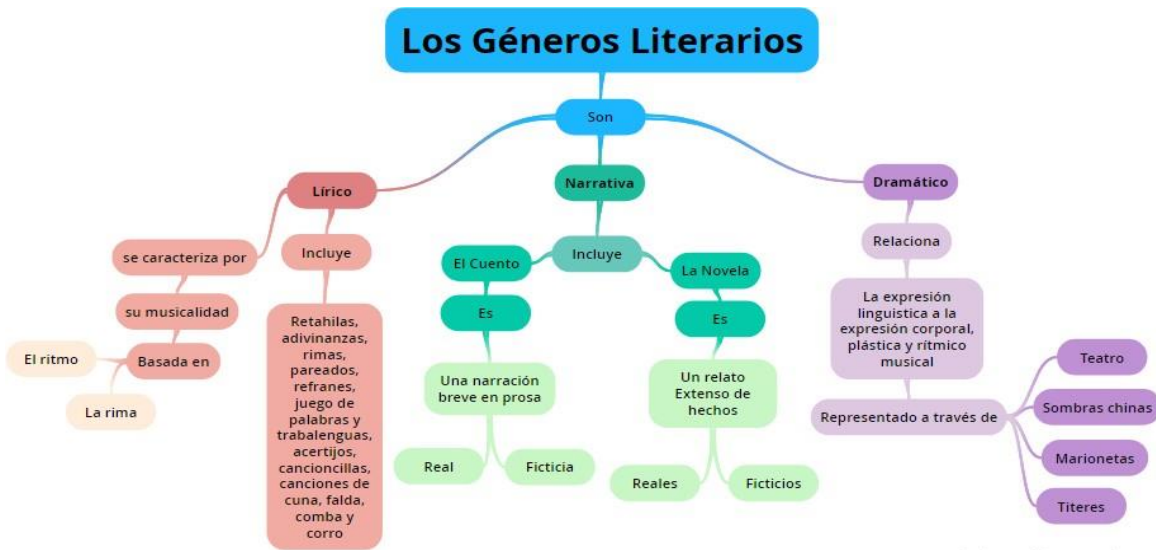 Los Géneros Literarios
Son
Lírico
se caracteriza por
su musicalidad
Basada en
El ritmo
La rima
Incluye
Retahilas,
adivinanzas,
rimas,
pareados,
refranes,
juego de
palabras y
trabalenguas,
acertijos,
cancioncillas,
canciones de
cuna, falda,
comba y
corro
Narrativa
Incluye
El Cuento
Es
Una narración
breve en prosa
Real
Ficticia
La Novela
Es
Un relato
Extenso de
hechos
Reales
Ficticios
Dramático
Relaciona
La expresión
linguistica a la
expresión corporal,
plástica y rítmico
musical
Representado a través de
Teatro
Sombras chinas
Marionetas
Titeres